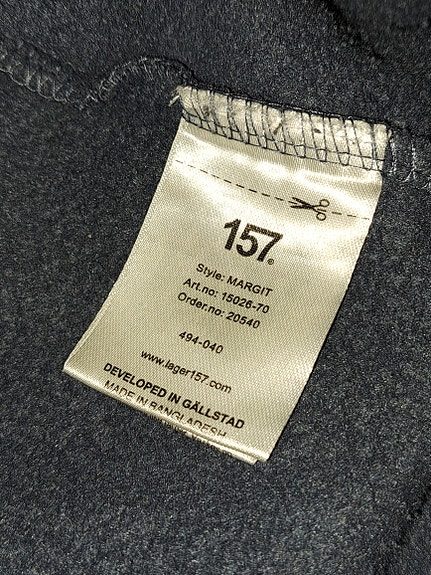 157®
Style: MARGIT
Art.no: 15026-70
Order.no: 20540
494-040
www.lager157.com
DEVELOPED IN GÄLLSTAD
MADE IN BANGLADESH